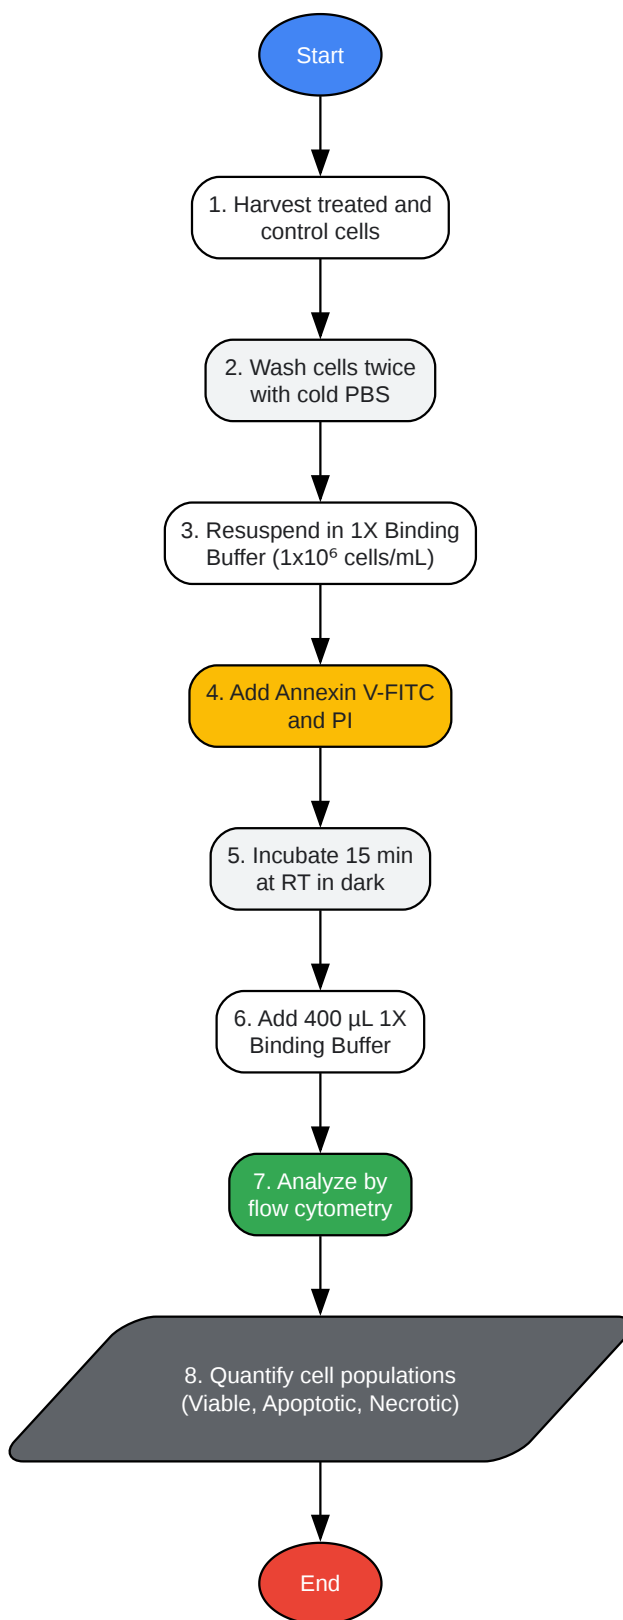 Start
1. Harvest treated and
control cells
2. Wash cells twice
with cold PBS
3. Resuspend in 1X Binding
Buffer (1x10⁶ cells/mL)
4. Add Annexin V-FITC
and PI
5. Incubate 15 min
at RT in dark
6. Add 400 µL 1X
Binding Buffer
7. Analyze by
flow cytometry
8. Quantify cell populations
(Viable, Apoptotic, Necrotic)
End